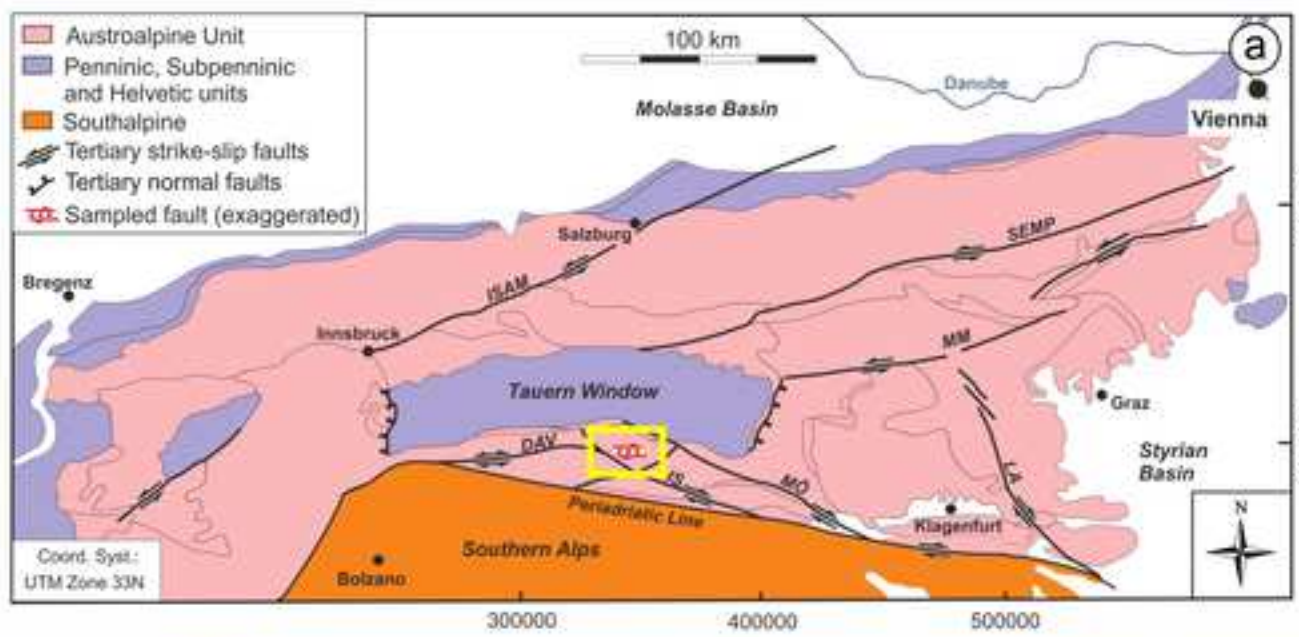 Austroalpine Unit
Penninic, Subpenninic
and Helvetic units
Southalpine
Tertiary strike-slip faults
Tertiary normal faults
Sampled fault (exaggerated)
100 km
a
Danube
Molasse Basin
Vienna
Salzburg
SEMP
Bregenz
ISAM
Innsbruck
MM
Tauern Window
Graz
DAV
Styrian
Basin
IS
MÖ
LA
Periadriatic Line
Klagenfurt
N
Southern Alps
Coord. Syst.:
UTM Zone 33N
Bolzano
300000
400000
500000